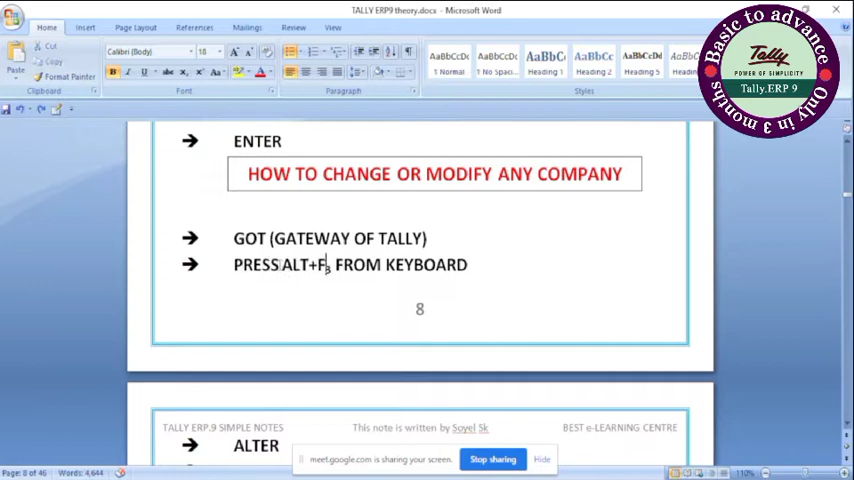 TALLY ERP9 theory.docx - Microsoft Word
Home Insert Page Layout References Mailings Review View
Cut
Copy
Format Painter
Paste
Calibri (Body) 18
AaBbCcDc AaBbCcDc AaBbC AaBbCc AaBbCcDd AaBbCcD
¶ Normal ¶ No Spaci... Heading 1 Heading 2 Heading 5 Heading 7
Clipboard Font Paragraph Styles
Basic to advance
Tally
POWER OF SIMPLICITY
Tally.ERP 9
Only in 3 months
➔ ENTER
HOW TO CHANGE OR MODIFY ANY COMPANY
➔ GOT (GATEWAY OF TALLY)
➔ PRESS ALT+F3 FROM KEYBOARD
8
TALLY ERP.9 SIMPLE NOTES This note is written by Soyel Sk BEST e-LEARNING CENTRE
➔ ALTER
meet.google.com is sharing your screen. Stop sharing Hide
Page: 8 of 46 Words: 4,644 110%